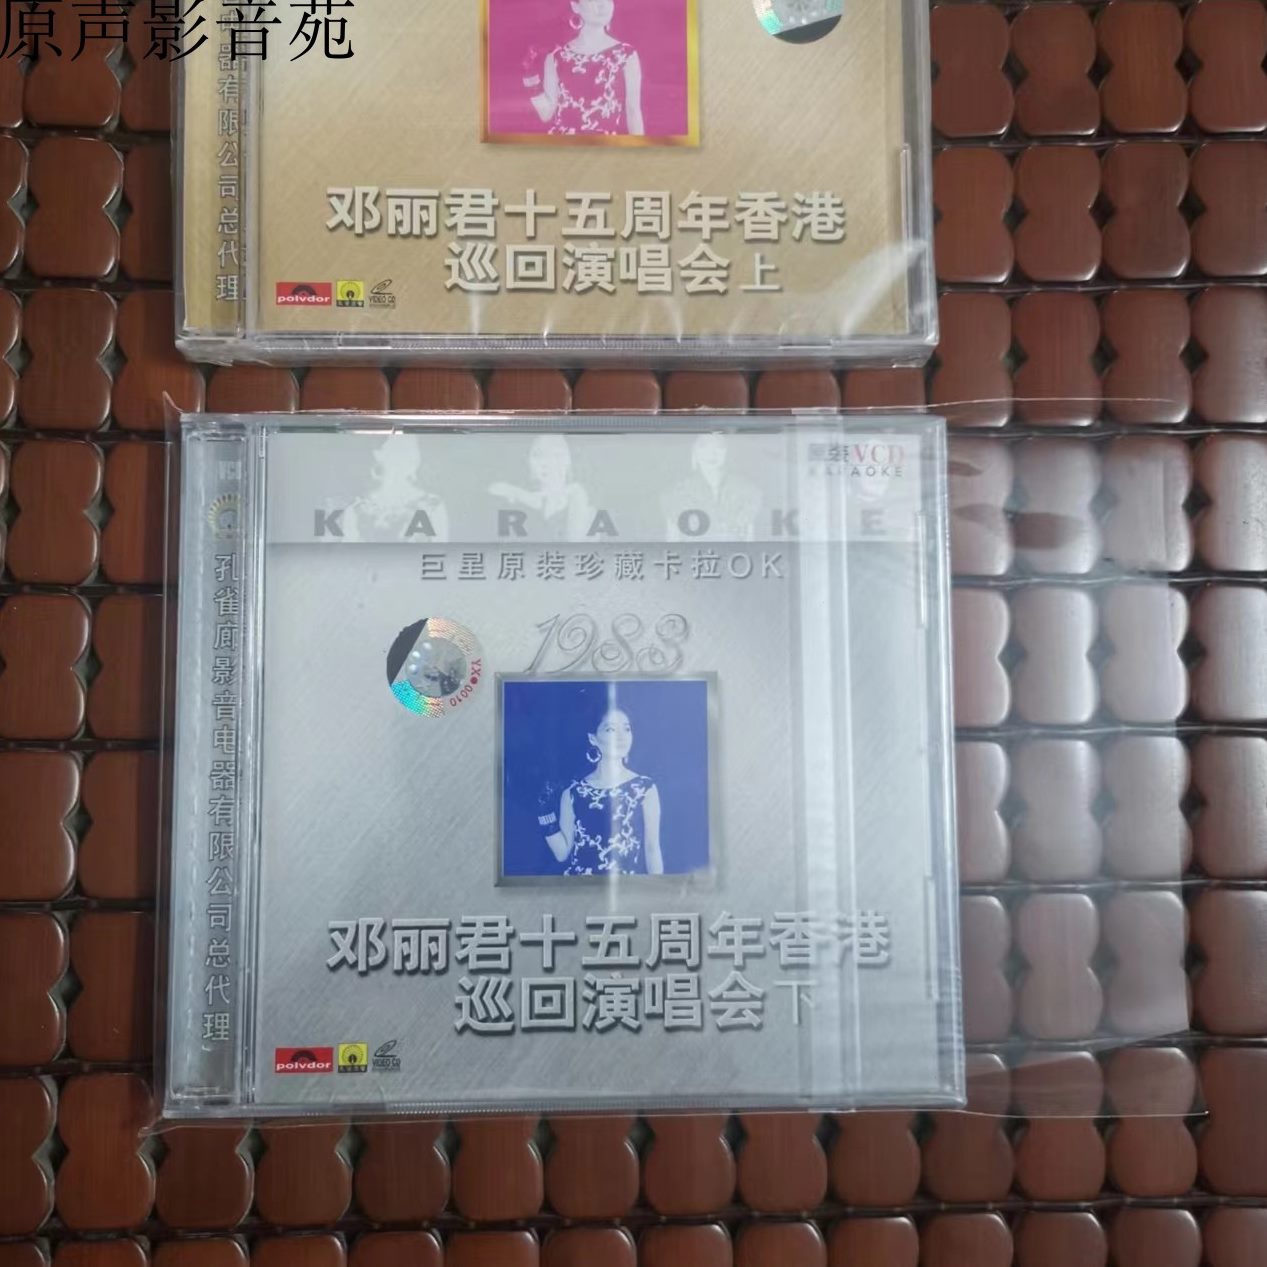 原声影音苑
器有限公司总代理
邓丽君十五周年香港
巡回演唱会上
polydor
VIDEO CD
VCD
KARAOKE
KARAOKE
巨星原装珍藏卡拉OK
1983
YX●0010
孔雀廊影音电器有限公司总代理
邓丽君十五周年香港
巡回演唱会下
polydor
VIDEO CD